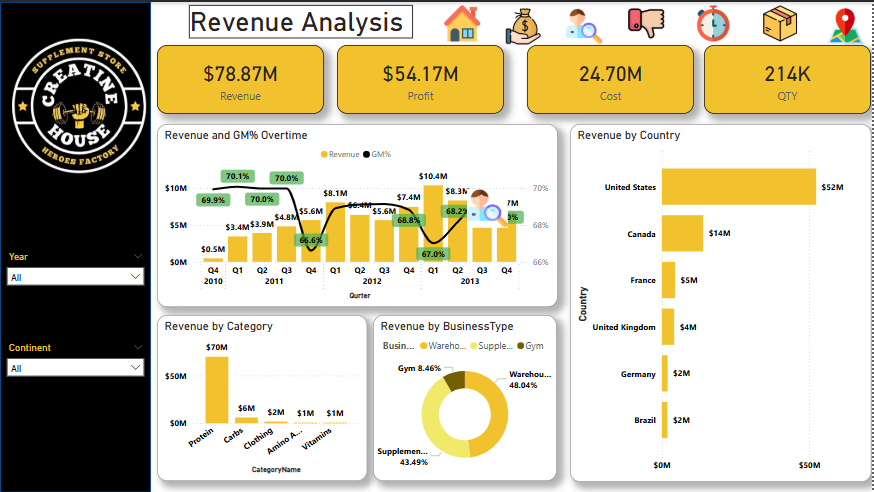 Revenue Analysis
SUPPLEMENT STORE
CREATINE
HOUSE
HEROES FACTORY
$78.87M
Revenue
$54.17M
Profit
24.70M
Cost
214K
QTY
Year
All
Continent
All
Revenue and GM% Overtime
Revenue GM%
$10M
$5M
$0M
70%
68%
66%
$0.5M
$3.4M
$3.9M
$4.8M
$5.6M
$8.1M
$6.4M
$5.6M
$7.4M
$10.4M
$8.3M
7M
69.9%
70.1%
70.0%
70.0%
66.6%
68.8%
67.0%
68.2%
0%
Q4 Q1 Q2 Q3 Q4 Q1 Q2 Q3 Q4 Q1 Q2 Q3 Q4
2010 2011 2012 2013
Qurter
Revenue by Country
Country
United States $52M
Canada $14M
France $5M
United Kingdom $4M
Germany $2M
Brazil $2M
$0M $50M
Revenue by Category
$50M
$0M
$70M
$6M
$2M
$1M
$1M
Protein
Carbs
Clothing
Amino A...
Vitamins
CategoryName
Revenue by BusinessType
Busin... Wareho... Supple... Gym
Gym 8.46%
Warehou...
48.04%
Supplemen...
43.49%